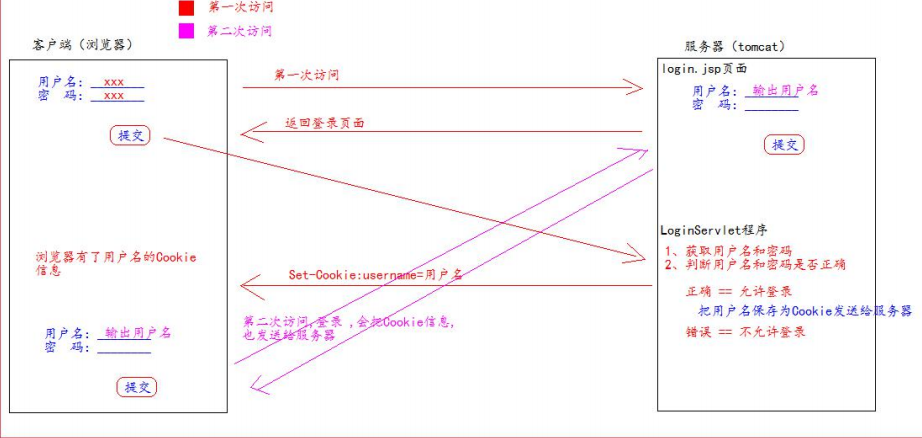 第一次访问
第二次访问
客户端（浏览器）
服务器（tomcat）
用户名：xxx
密 码：xxx
提交
第一次访问
返回登录页面
login.jsp页面
用户名：输出用户名
密 码：________
提交
浏览器有了用户名的Cookie
信息
LoginServlet程序
1、获取用户名和密码
2、判断用户名和密码是否正确
正确 == 允许登录
把用户名保存为Cookie发送给服务器
错误 == 不允许登录
Set-Cookie:username=用户名
第二次访问,登录 ,会把Cookie信息,
也发送给服务器
用户名：输出用户名
密 码：________
提交